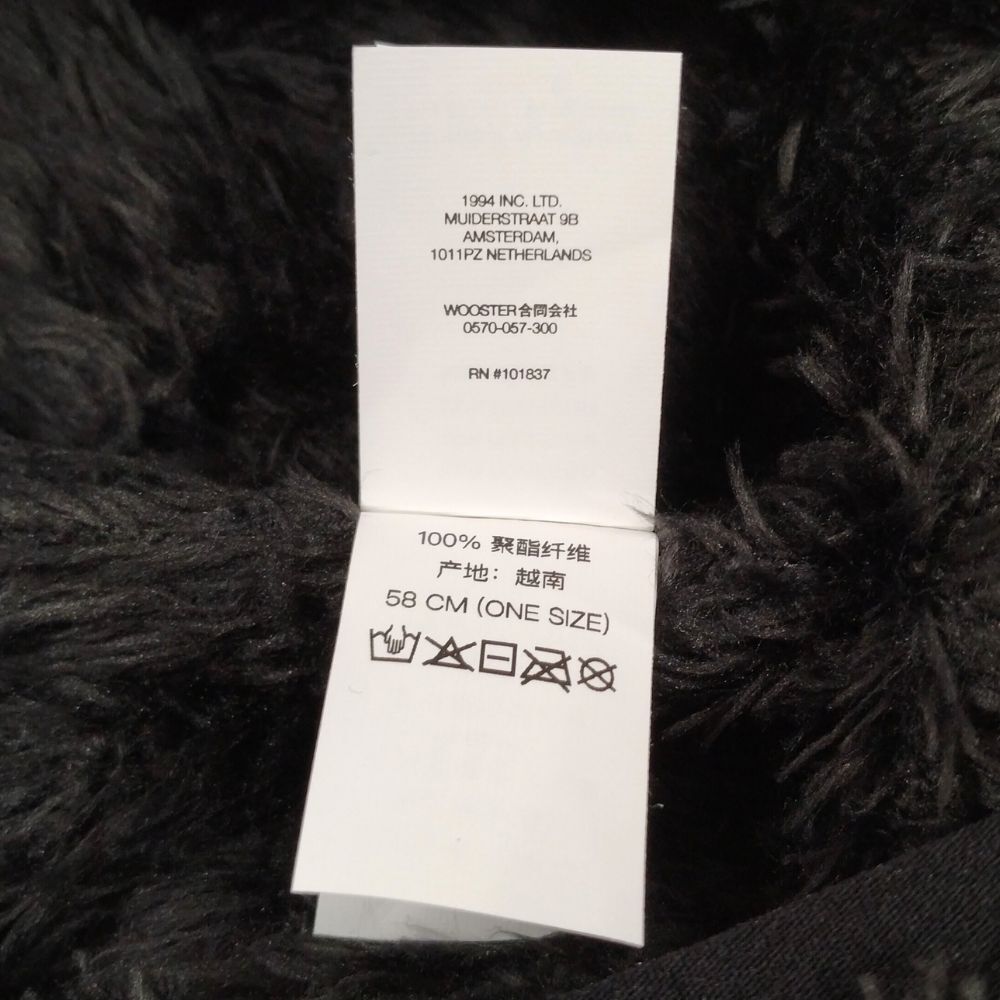 1994 INC. LTD.
MUIDERSTRAAT 9B
AMSTERDAM,
1011PZ NETHERLANDS
WOOSTER合同会社
0570-057-300
RN #101837
100% 聚酯纤维
产地：越南
58 CM (ONE SIZE)